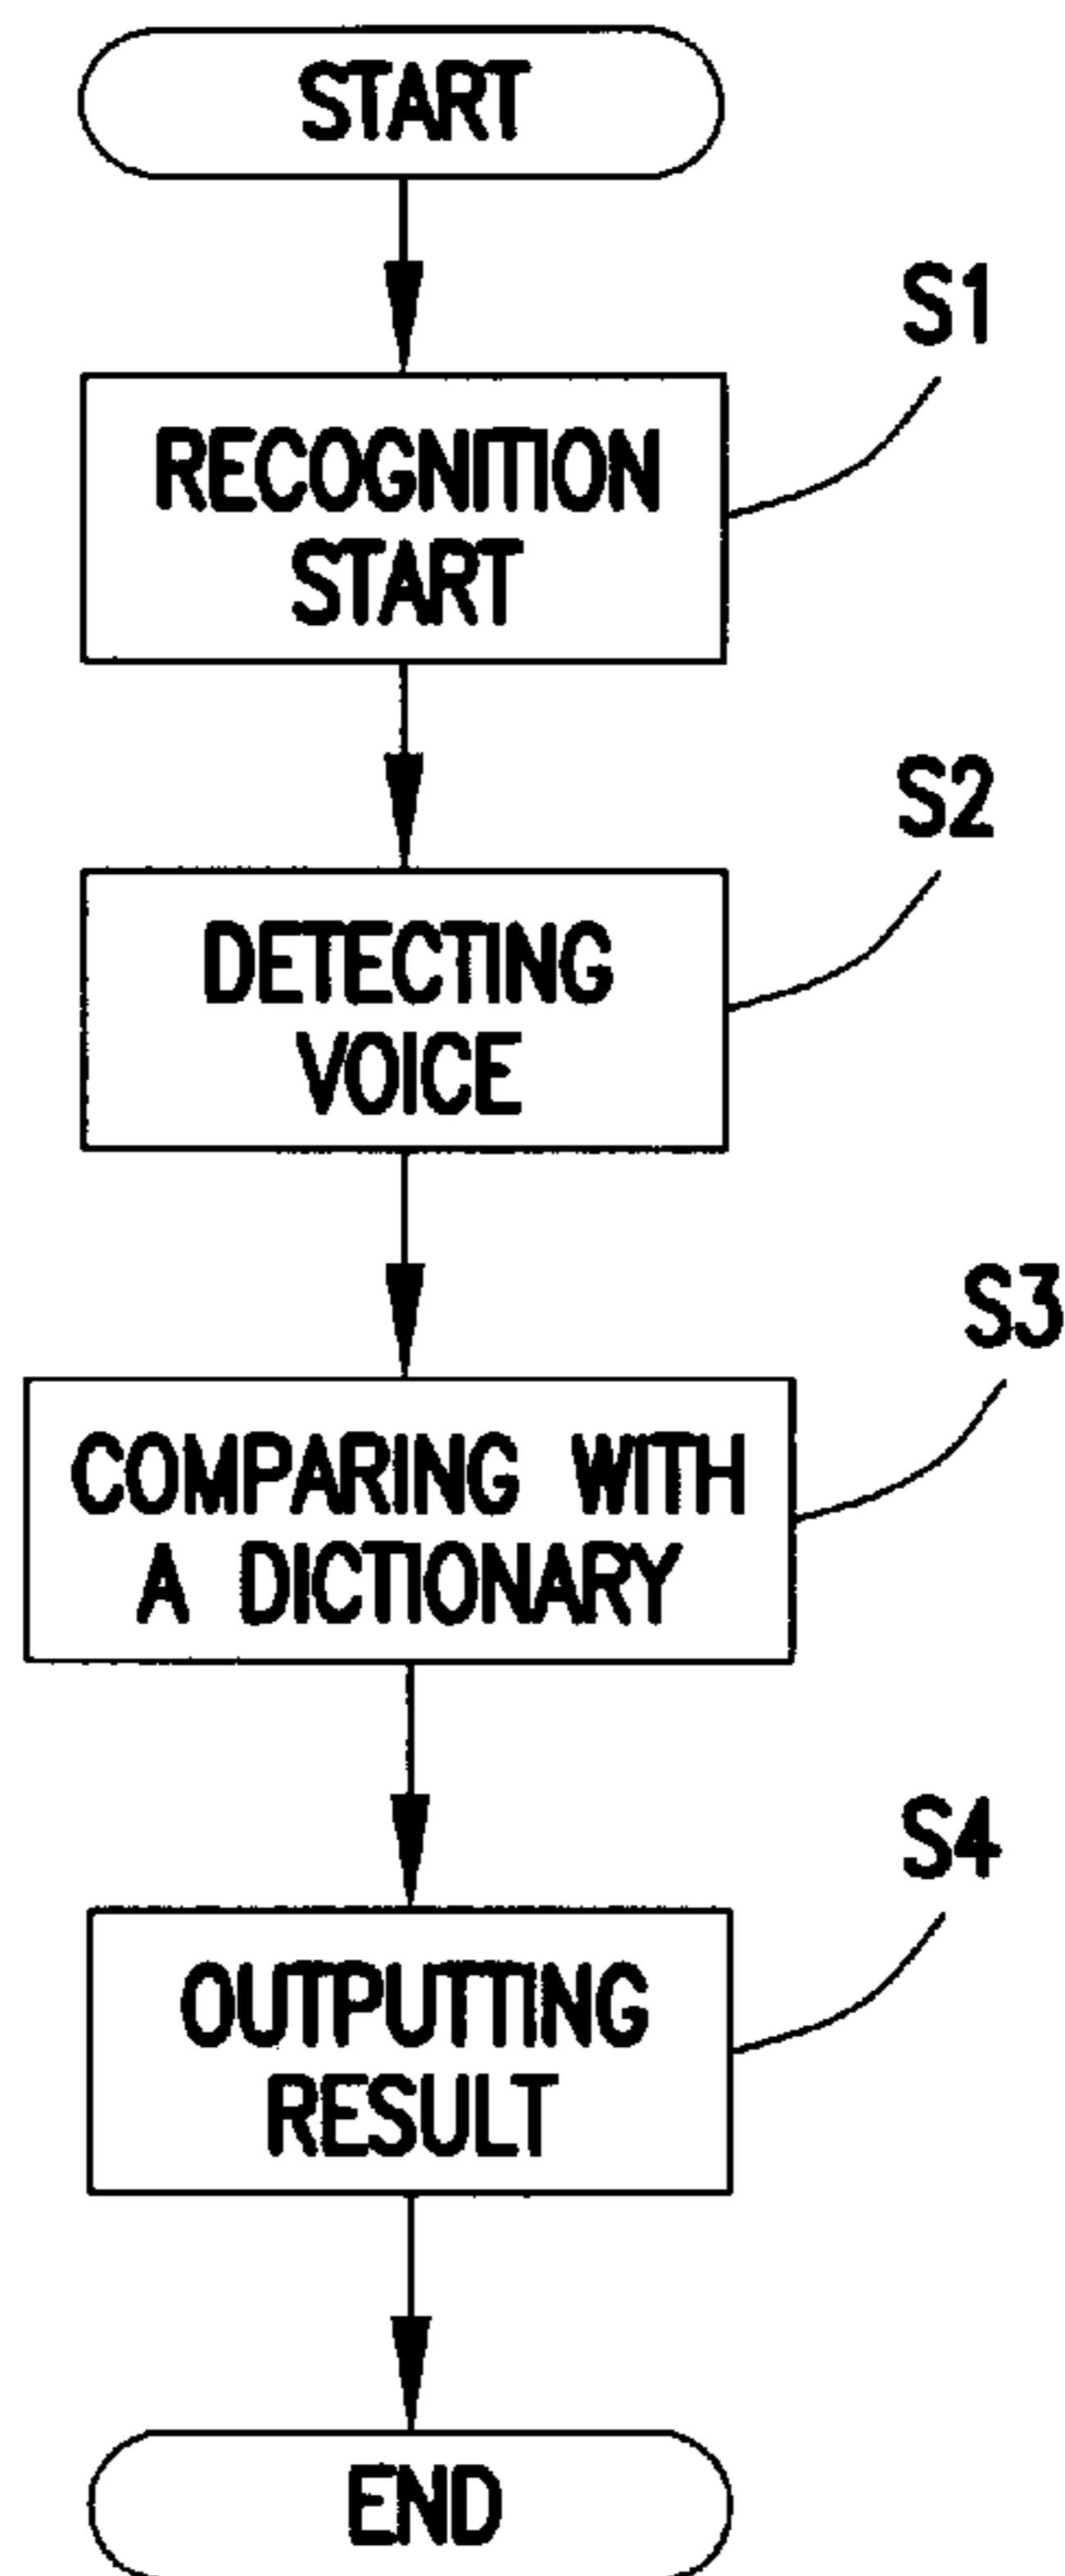 START
S1
RECOGNITION
START
S2
DETECTING
VOICE
S3
COMPARING WITH
A DICTIONARY
S4
OUTPUTTING
RESULT
END